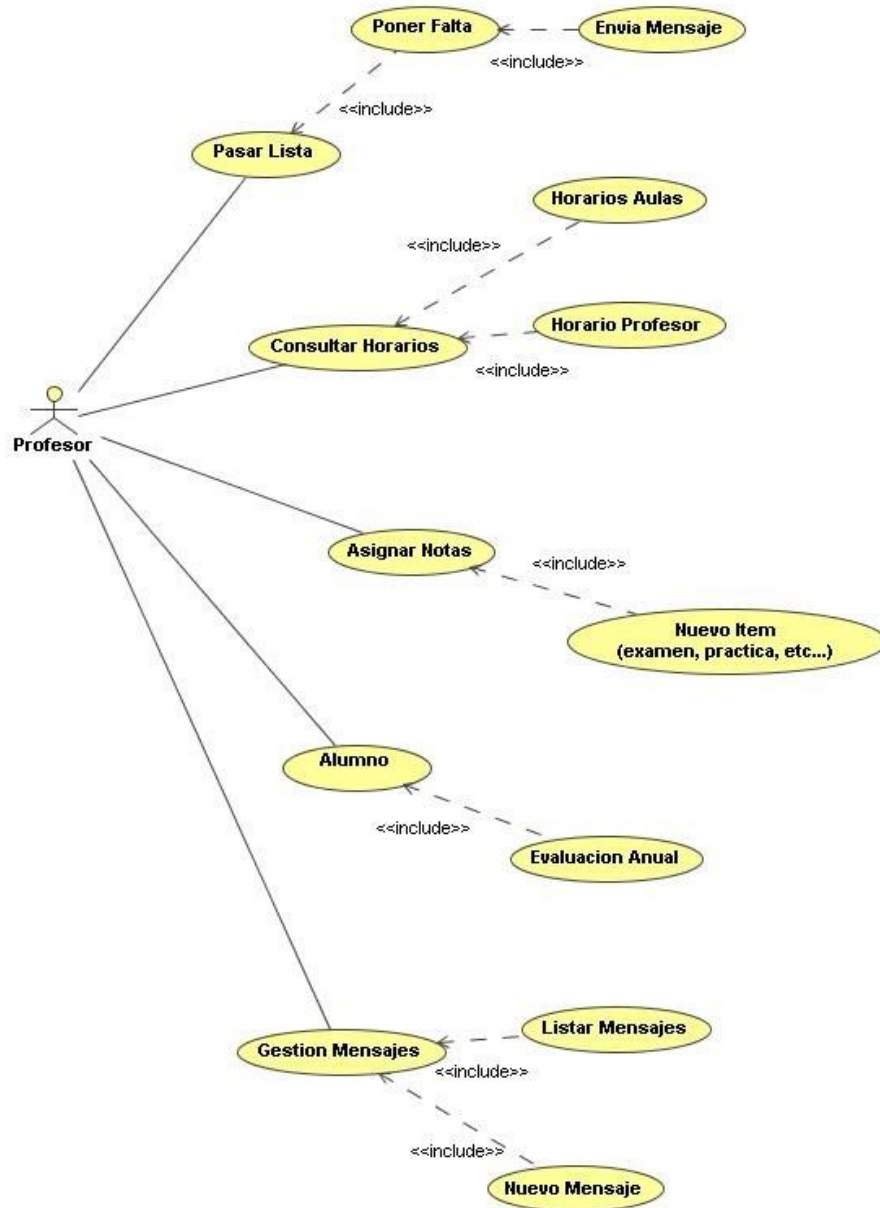 Poner Falta
Envia Mensaje
<<include>>
<<include>>
Pasar Lista
Horarios Aulas
<<include>>
Horario Profesor
Consultar Horarios
<<include>>
Profesor
Asignar Notas
<<include>>
Nuevo Item
(examen, practica, etc...)
Alumno
<<include>>
Evaluacion Anual
Listar Mensajes
Gestion Mensajes
<<include>>
<<include>>
Nuevo Mensaje